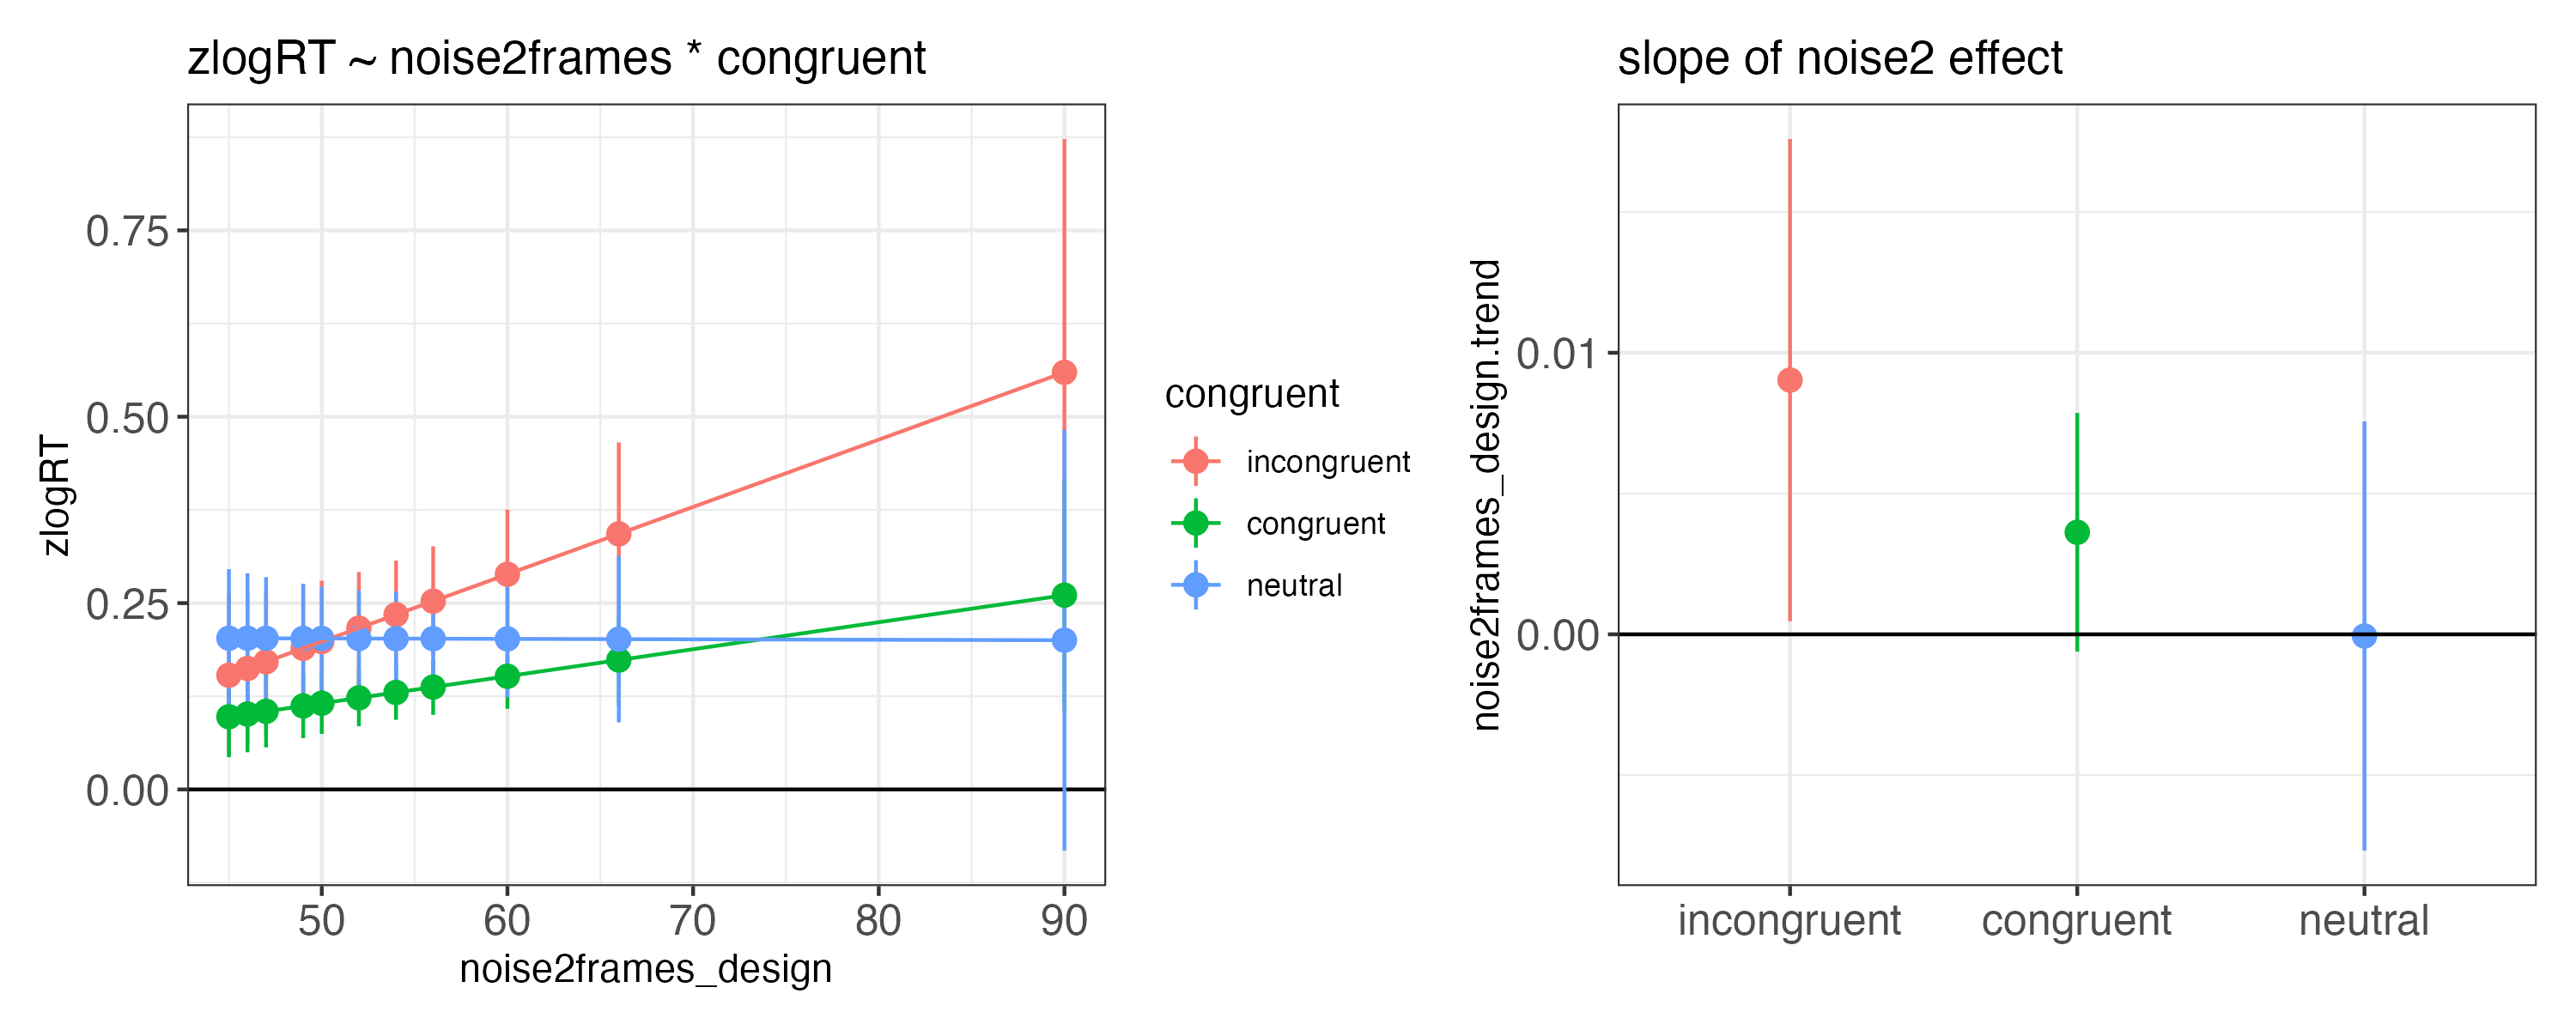 zlogRT ~ noise2frames * congruent
zlogRT
0.75
0.50
0.25
0.00
50 60 70 80 90
noise2frames_design
congruent
incongruent
congruent
neutral
slope of noise2 effect
noise2frames_design.trend
0.01
0.00
incongruent congruent neutral